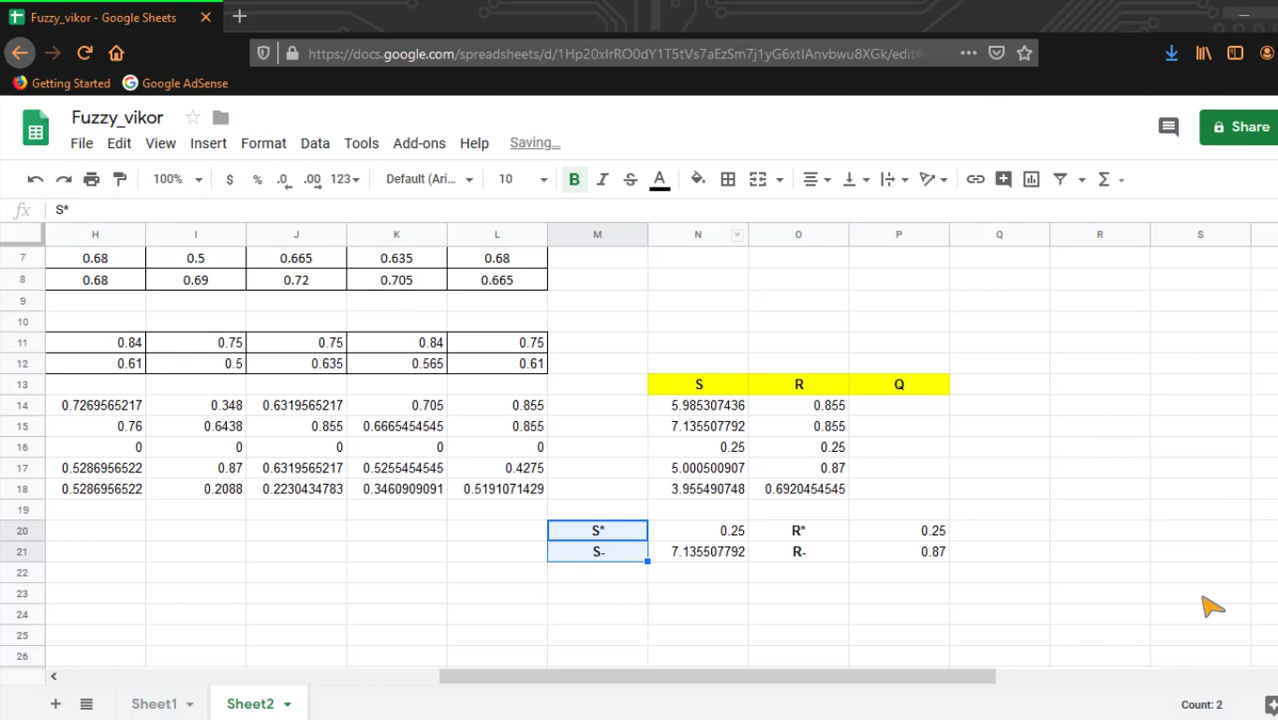 Fuzzy_vikor - Google Sheets
https://docs.google.com/spreadsheets/d/1Hp20xIrRO0dY1T5tVs7aEzSm7j1yG6xtIAnvbwu8XGk/edit
Getting Started Google AdSense
Fuzzy_vikor
Share
File Edit View Insert Format Data Tools Add-ons Help Saving...
100% $ % .0 .00 123 Default (Ari... 10 B I S A Σ
fx S*
H I J K L M N O P Q R S
7 0.68 0.5 0.665 0.635 0.68
8 0.68 0.69 0.72 0.705 0.665
9
10
11 0.84 0.75 0.75 0.84 0.75
12 0.61 0.5 0.635 0.565 0.61
13 S R Q
14 0.7269565217 0.348 0.6319565217 0.705 0.855 5.985307436 0.855
15 0.76 0.6438 0.855 0.6665454545 0.855 7.135507792 0.855
16 0 0 0 0 0 0.25 0.25
17 0.5286956522 0.87 0.6319565217 0.5255454545 0.4275 5.000500907 0.87
18 0.5286956522 0.2088 0.2230434783 0.3460909091 0.5191071429 3.955490748 0.6920454545
19
20 S* 0.25 R* 0.25
21 S- 7.135507792 R- 0.87
22
23
24
25
26
Sheet1 Sheet2 Count: 2